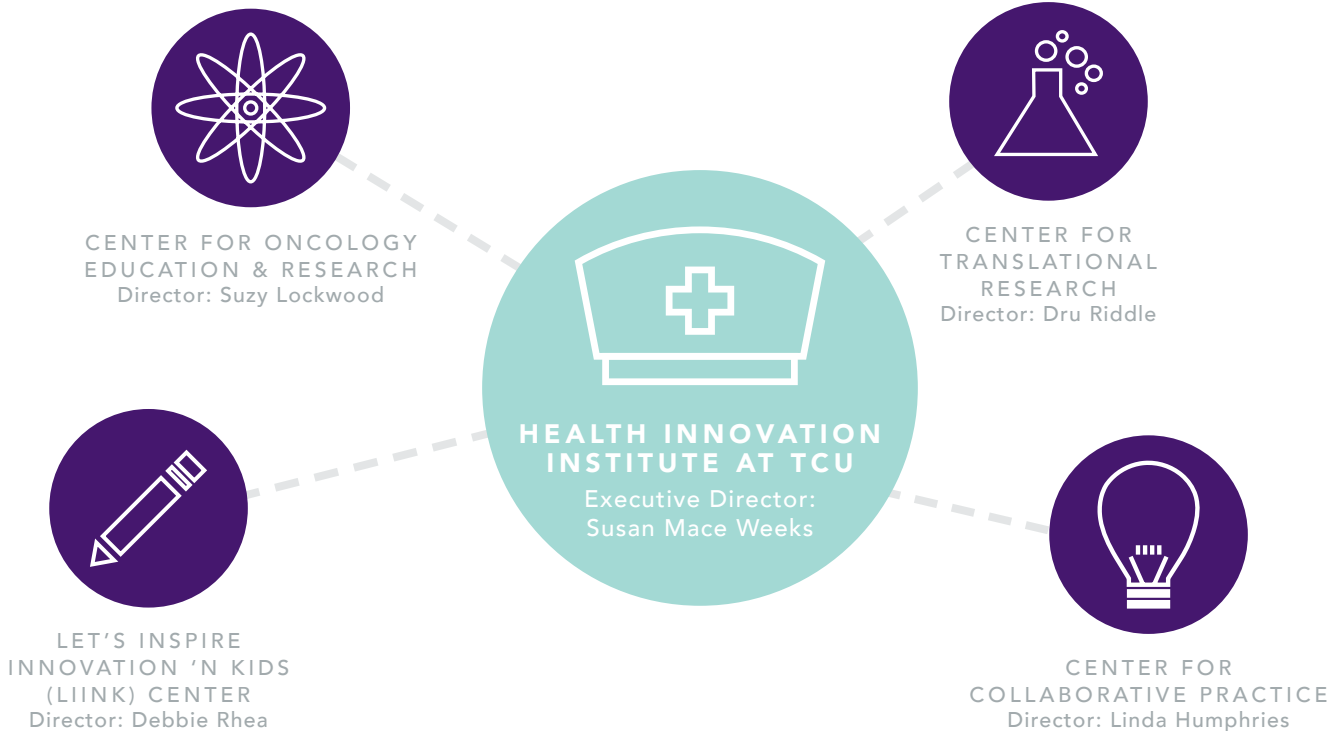 CENTER FOR ONCOLOGY
EDUCATION & RESEARCH
Director: Suzy Lockwood
CENTER FOR
TRANSLATIONAL
RESEARCH
Director: Dru Riddle
HEALTH INNOVATION
INSTITUTE AT TCU
Executive Director:
Susan Mace Weeks
LET’S INSPIRE
INNOVATION ’N KIDS
(LIINK) CENTER
Director: Debbie Rhea
CENTER FOR
COLLABORATIVE PRACTICE
Director: Linda Humphries